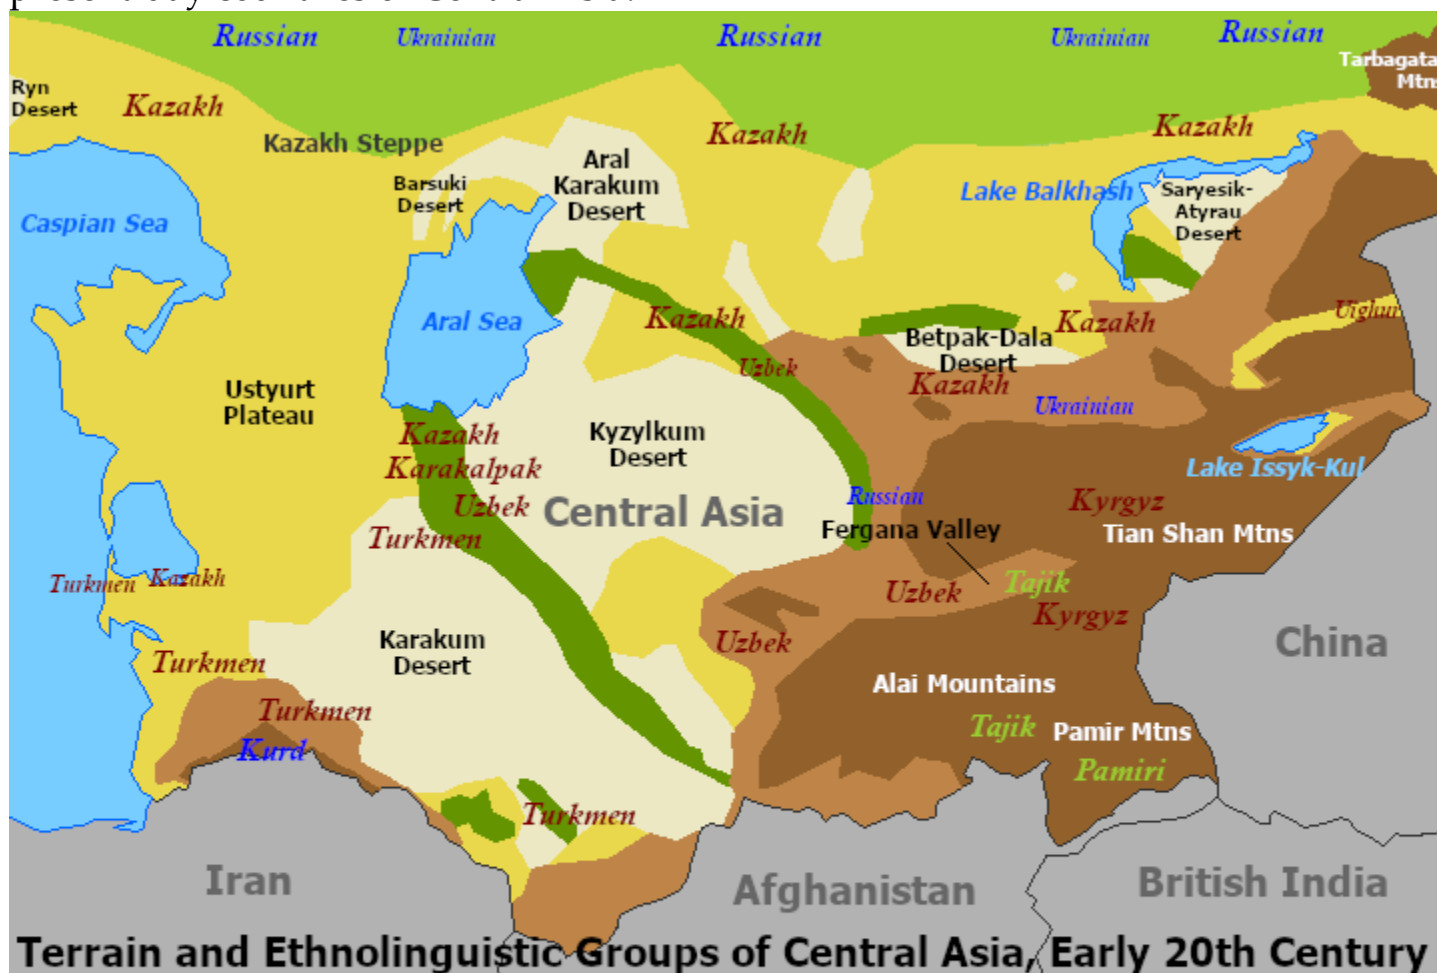 Russian
Ukrainian
Russian
Ukrainian
Russian
Tarbagata
Mtns
Ryn
Desert
Kazakh
Kazakh Steppe
Kazakh
Kazakh
Aral
Karakum
Desert
Barsuki
Desert
Lake Balkhash
Saryesik-
Atyrau
Desert
Caspian Sea
Aral Sea
Kazakh
Kazakh
Uighur
Betpak-Dala
Desert
Uzbek
Kazakh
Ukrainian
Ustyurt
Plateau
Kazakh
Karakalpak
Uzbek
Turkmen
Kyzylkum
Desert
Lake Issyk-Kul
Central Asia
Russian
Kyrgyz
Fergana Valley
Tian Shan Mtns
Turkmen
Kazakh
Uzbek
Tajik
Kyrgyz
Karakum
Desert
Uzbek
China
Turkmen
Alai Mountains
Turkmen
Kurd
Tajik
Pamir Mtns
Pamiri
Turkmen
Iran
Afghanistan
British India
Terrain and Ethnolinguistic Groups of Central Asia, Early 20th Century